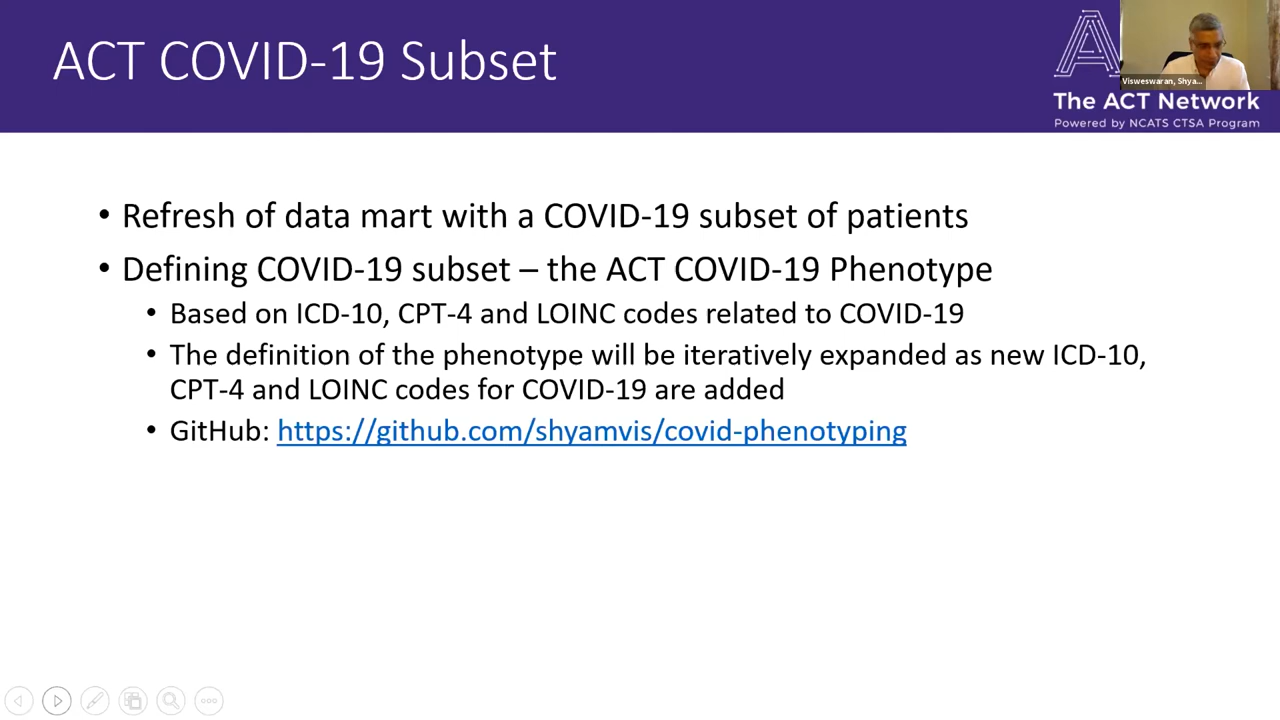 ACT COVID-19 Subset
Visweswaran, Shya...
The ACT Network
Powered by NCATS CTSA Program
• Refresh of data mart with a COVID-19 subset of patients
• Defining COVID-19 subset – the ACT COVID-19 Phenotype
• Based on ICD-10, CPT-4 and LOINC codes related to COVID-19
• The definition of the phenotype will be iteratively expanded as new ICD-10,
CPT-4 and LOINC codes for COVID-19 are added
• GitHub: https://github.com/shyamvis/covid-phenotyping